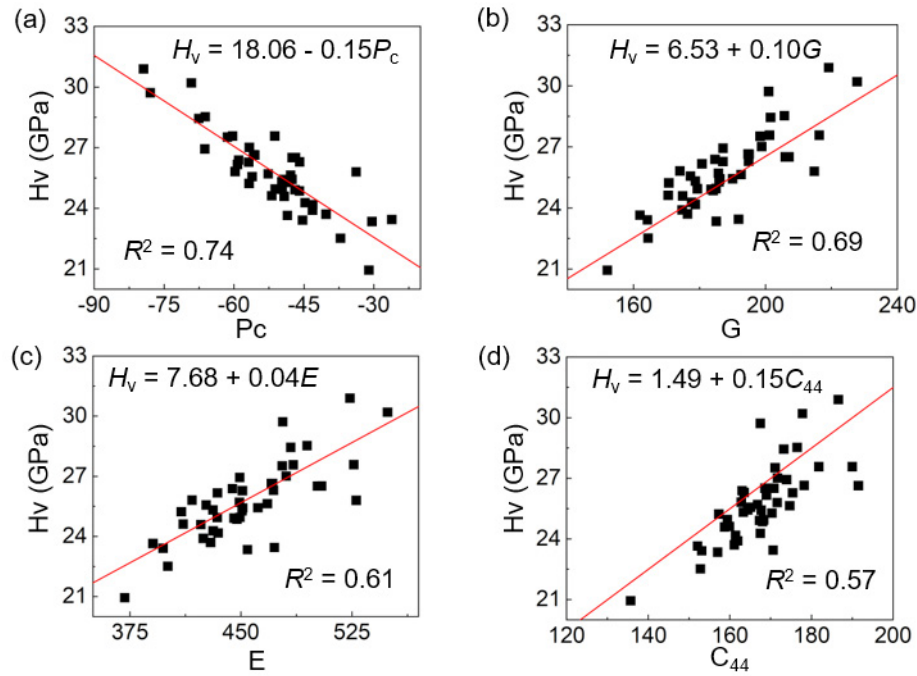 (a)
Hv = 18.06 - 0.15Pc
R² = 0.74
Hv (GPa)
33
30
27
24
21
-90 -75 -60 -45 -30
Pc
(b)
Hv = 6.53 + 0.10G
R² = 0.69
Hv (GPa)
33
30
27
24
21
160 200 240
G
(c)
Hv = 7.68 + 0.04E
R² = 0.61
Hv (GPa)
33
30
27
24
21
375 450 525
E
(d)
Hv = 1.49 + 0.15C44
R² = 0.57
Hv (GPa)
33
30
27
24
21
120 140 160 180 200
C44